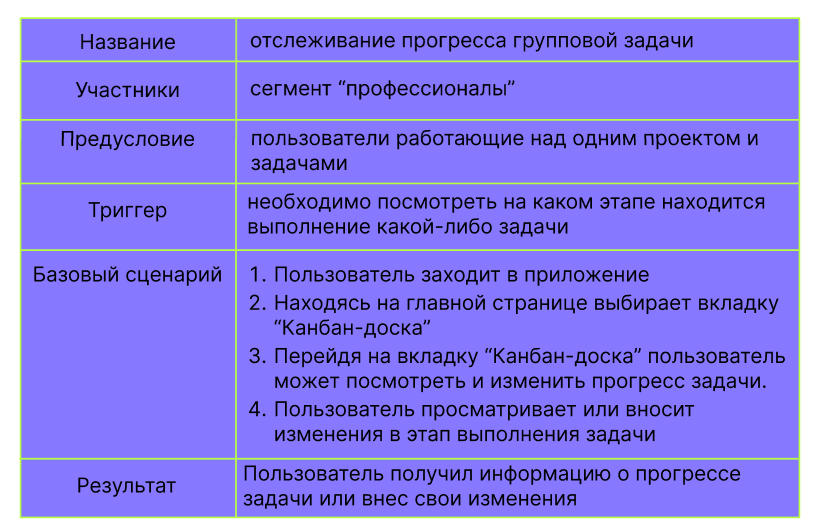 Название
отслеживание прогресса групповой задачи
Участники
сегмент “профессионалы”
Предусловие
пользователи работающие над одним проектом и
задачами
Триггер
необходимо посмотреть на каком этапе находится
выполнение какой-либо задачи
Базовый сценарий
1. Пользователь заходит в приложение
2. Находясь на главной странице выбирает вкладку
“Канбан-доска”
3. Перейдя на вкладку “Канбан-доска” пользователь
может посмотреть и изменить прогресс задачи.
4. Пользователь просматривает или вносит
изменения в этап выполнения задачи
Результат
Пользователь получил информацию о прогрессе
задачи или внес свои изменения